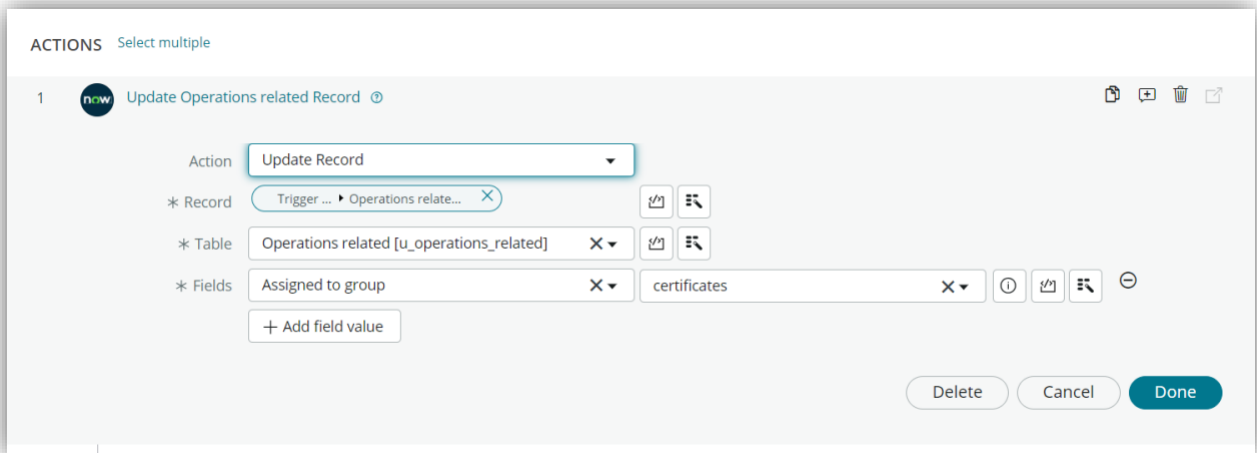 ACTIONS Select multiple
1 now Update Operations related Record
Action Update Record
* Record Trigger ... ▸ Operations relate...
* Table Operations related [u_operations_related]
* Fields Assigned to group certificates
+ Add field value
Delete Cancel Done